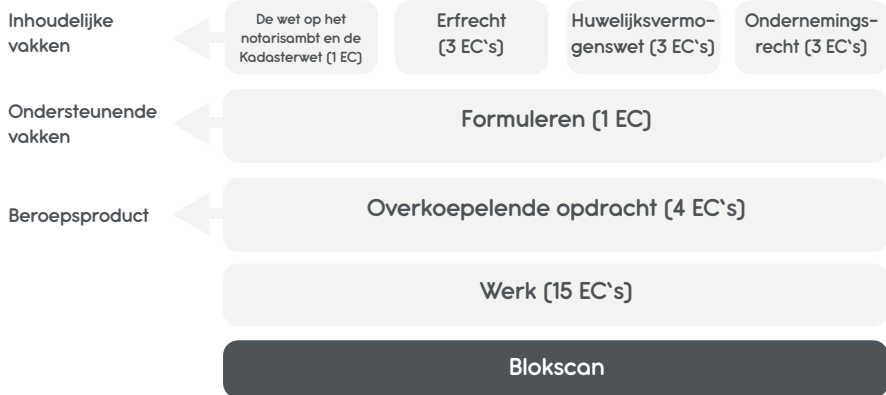 Inhoudelijke
vakken
De wet op het
notarisambt en de
Kadasterwet (1 EC)
Erfrecht
(3 EC's)
Huwelijksvermo-
genswet (3 EC's)
Ondernemings-
recht (3 EC's)
Ondersteunende
vakken
Formuleren (1 EC)
Beroepsproduct
Overkoepelende opdracht (4 EC's)
Werk (15 EC's)
Blokscan